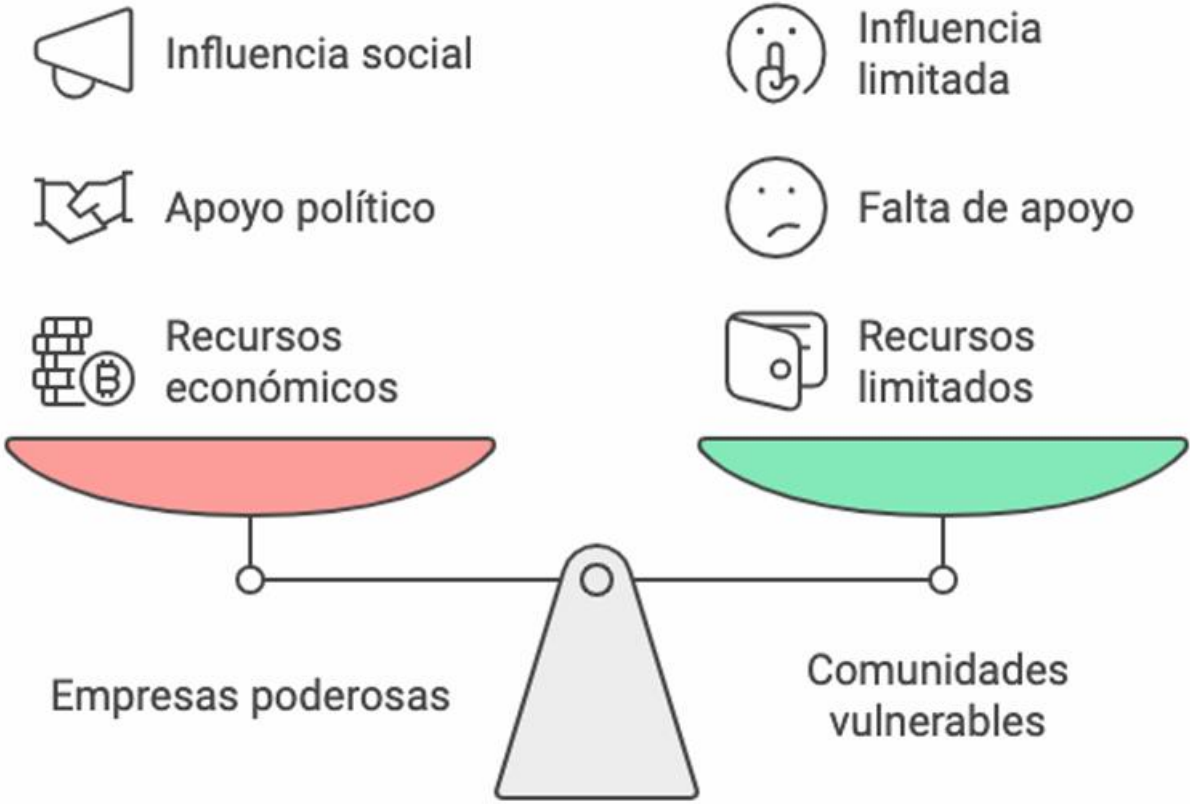 Influencia social
Apoyo político
Recursos
económicos
Influencia
limitada
Falta de apoyo
Recursos
limitados
Empresas poderosas
Comunidades
vulnerables